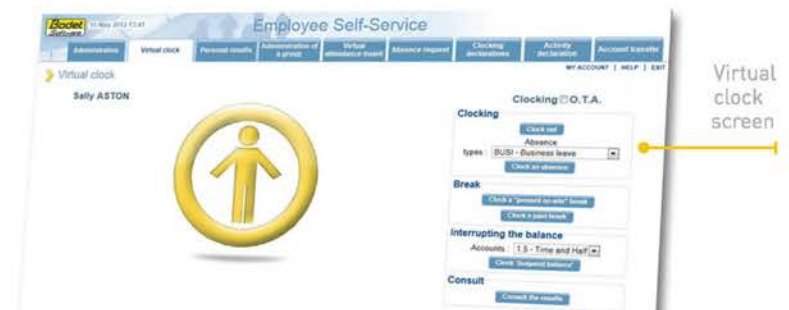 Bodet
Software
11 May 2012 13:41
Employee Self-Service
Administration
Virtual clock
Personal results
Administration of
a group
Virtual
attendance board
Absence request
Clocking
declarations
Activity
declaration
Account transfer
MY ACCOUNT | HELP | EXIT
Virtual clock
Sally ASTON
Clocking O.T.A.
Clocking
Clock out
Absence
types : BUSI - Business leave
Clock an absence
Break
Clock a "present on-site" break
Clock a paid break
Interrupting the balance
Accounts : 1.5 - Time and Half
Clock "Suspend balance"
Consult
Consult the results
Virtual
clock
screen